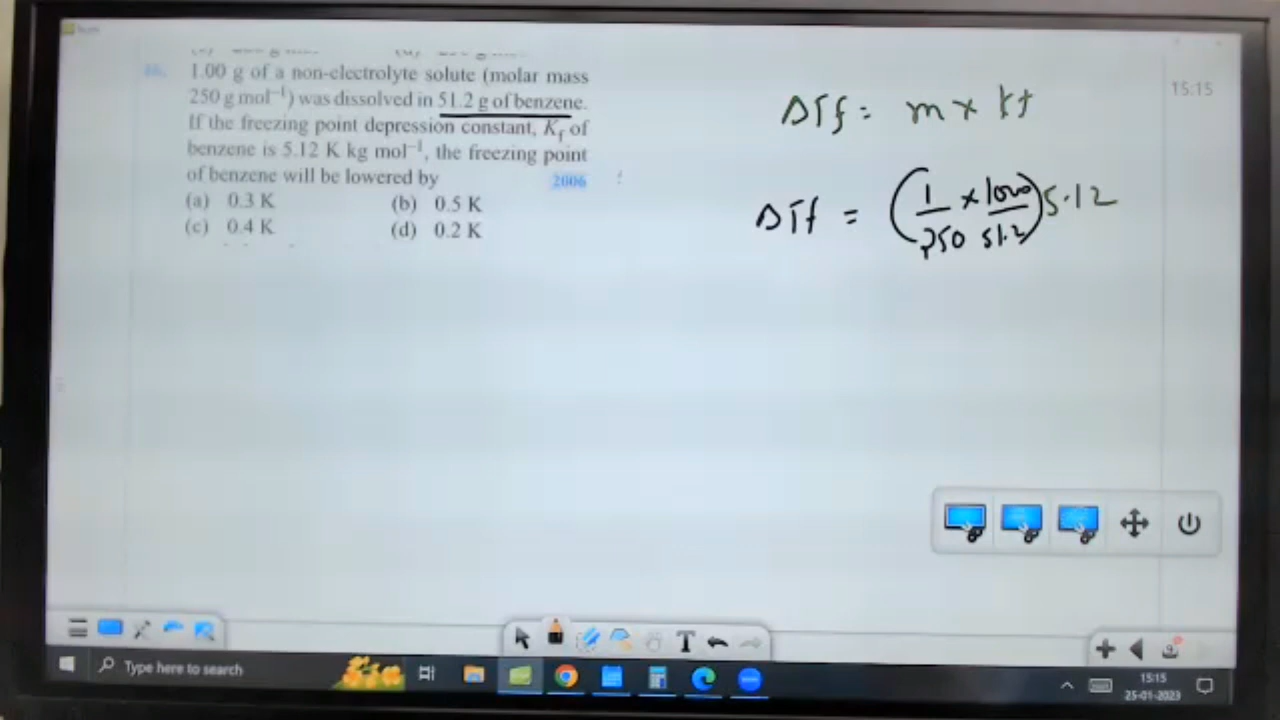 1.00 g of a non-electrolyte solute (molar mass
250 g mol⁻¹) was dissolved in 51.2 g of benzene.
If the freezing point depression constant, Kf of
benzene is 5.12 K kg mol⁻¹, the freezing point
of benzene will be lowered by
2006
(a) 0.3 K (b) 0.5 K
(c) 0.4 K (d) 0.2 K
ΔTf = m x kf
ΔTf = (1/250 x 1000/51.2) 5.12
15:15
T
Type here to search
15:15
25-01-2023